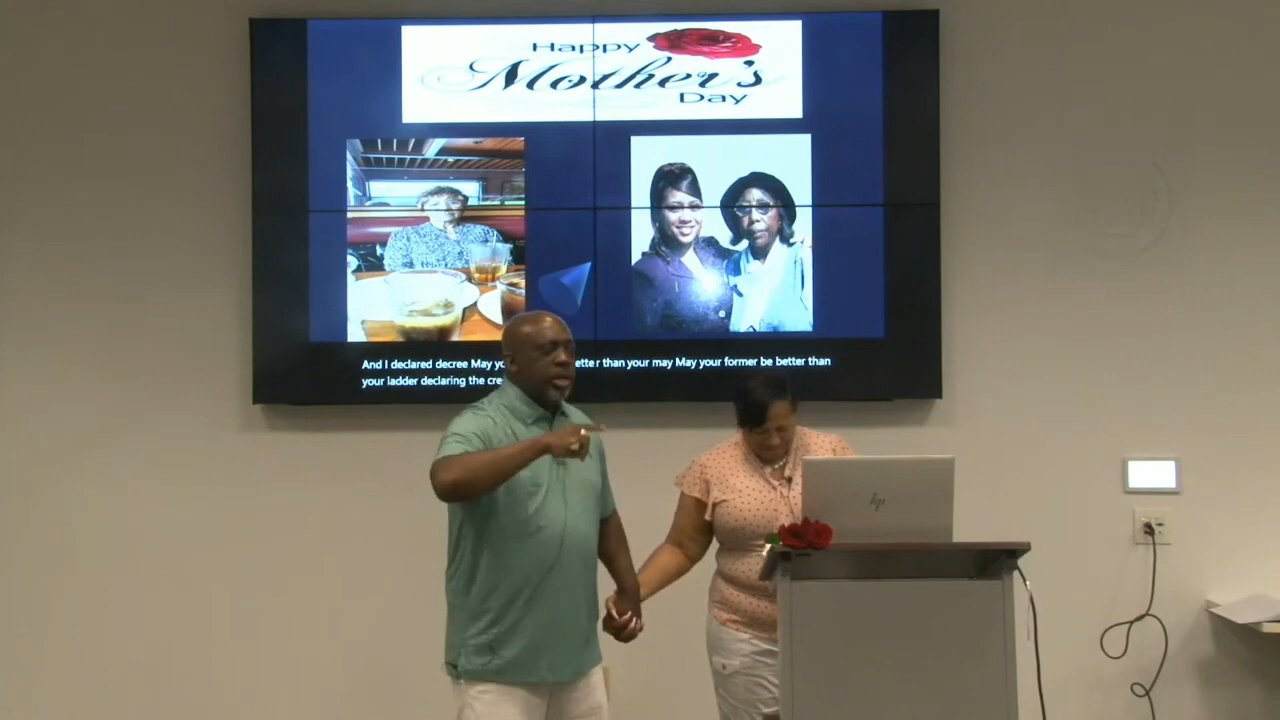 Happy
Mother's
Day
And I declared decree May yo etter than your may May your former be better than
your ladder declaring the cre
hp